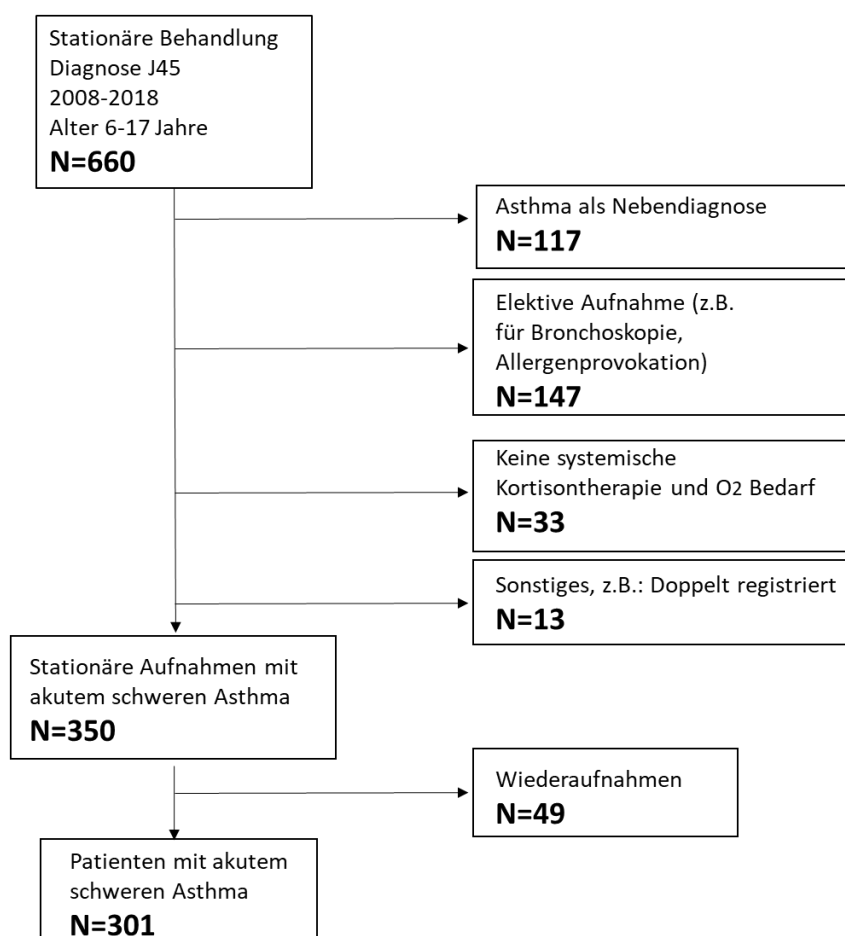 Stationäre Behandlung
Diagnose J45
2008-2018
Alter 6-17 Jahre
N=660
Asthma als Nebendiagnose
N=117
Elektive Aufnahme (z.B.
für Bronchoskopie,
Allergenprovokation)
N=147
Keine systemische
Kortisontherapie und O2 Bedarf
N=33
Sonstiges, z.B.: Doppelt registriert
N=13
Stationäre Aufnahmen mit
akutem schweren Asthma
N=350
Wiederaufnahmen
N=49
Patienten mit akutem
schweren Asthma
N=301